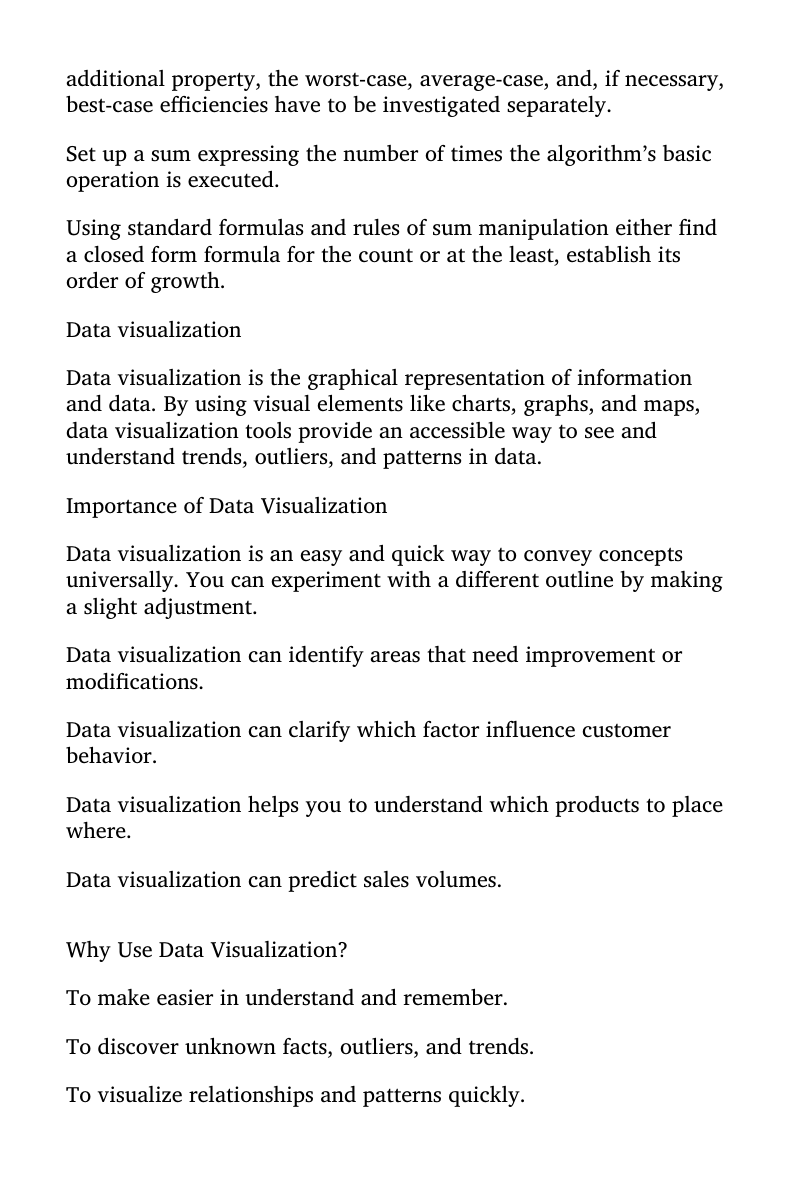 additional property, the worst-case, average-case, and, if necessary,
best-case efficiencies have to be investigated separately.
Set up a sum expressing the number of times the algorithm’s basic
operation is executed.
Using standard formulas and rules of sum manipulation either find
a closed form formula for the count or at the least, establish its
order of growth.
Data visualization
Data visualization is the graphical representation of information
and data. By using visual elements like charts, graphs, and maps,
data visualization tools provide an accessible way to see and
understand trends, outliers, and patterns in data.
Importance of Data Visualization
Data visualization is an easy and quick way to convey concepts
universally. You can experiment with a different outline by making
a slight adjustment.
Data visualization can identify areas that need improvement or
modifications.
Data visualization can clarify which factor influence customer
behavior.
Data visualization helps you to understand which products to place
where.
Data visualization can predict sales volumes.
Why Use Data Visualization?
To make easier in understand and remember.
To discover unknown facts, outliers, and trends.
To visualize relationships and patterns quickly.